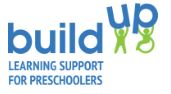 build up
LEARNING SUPPORT
FOR PRESCHOOLERS